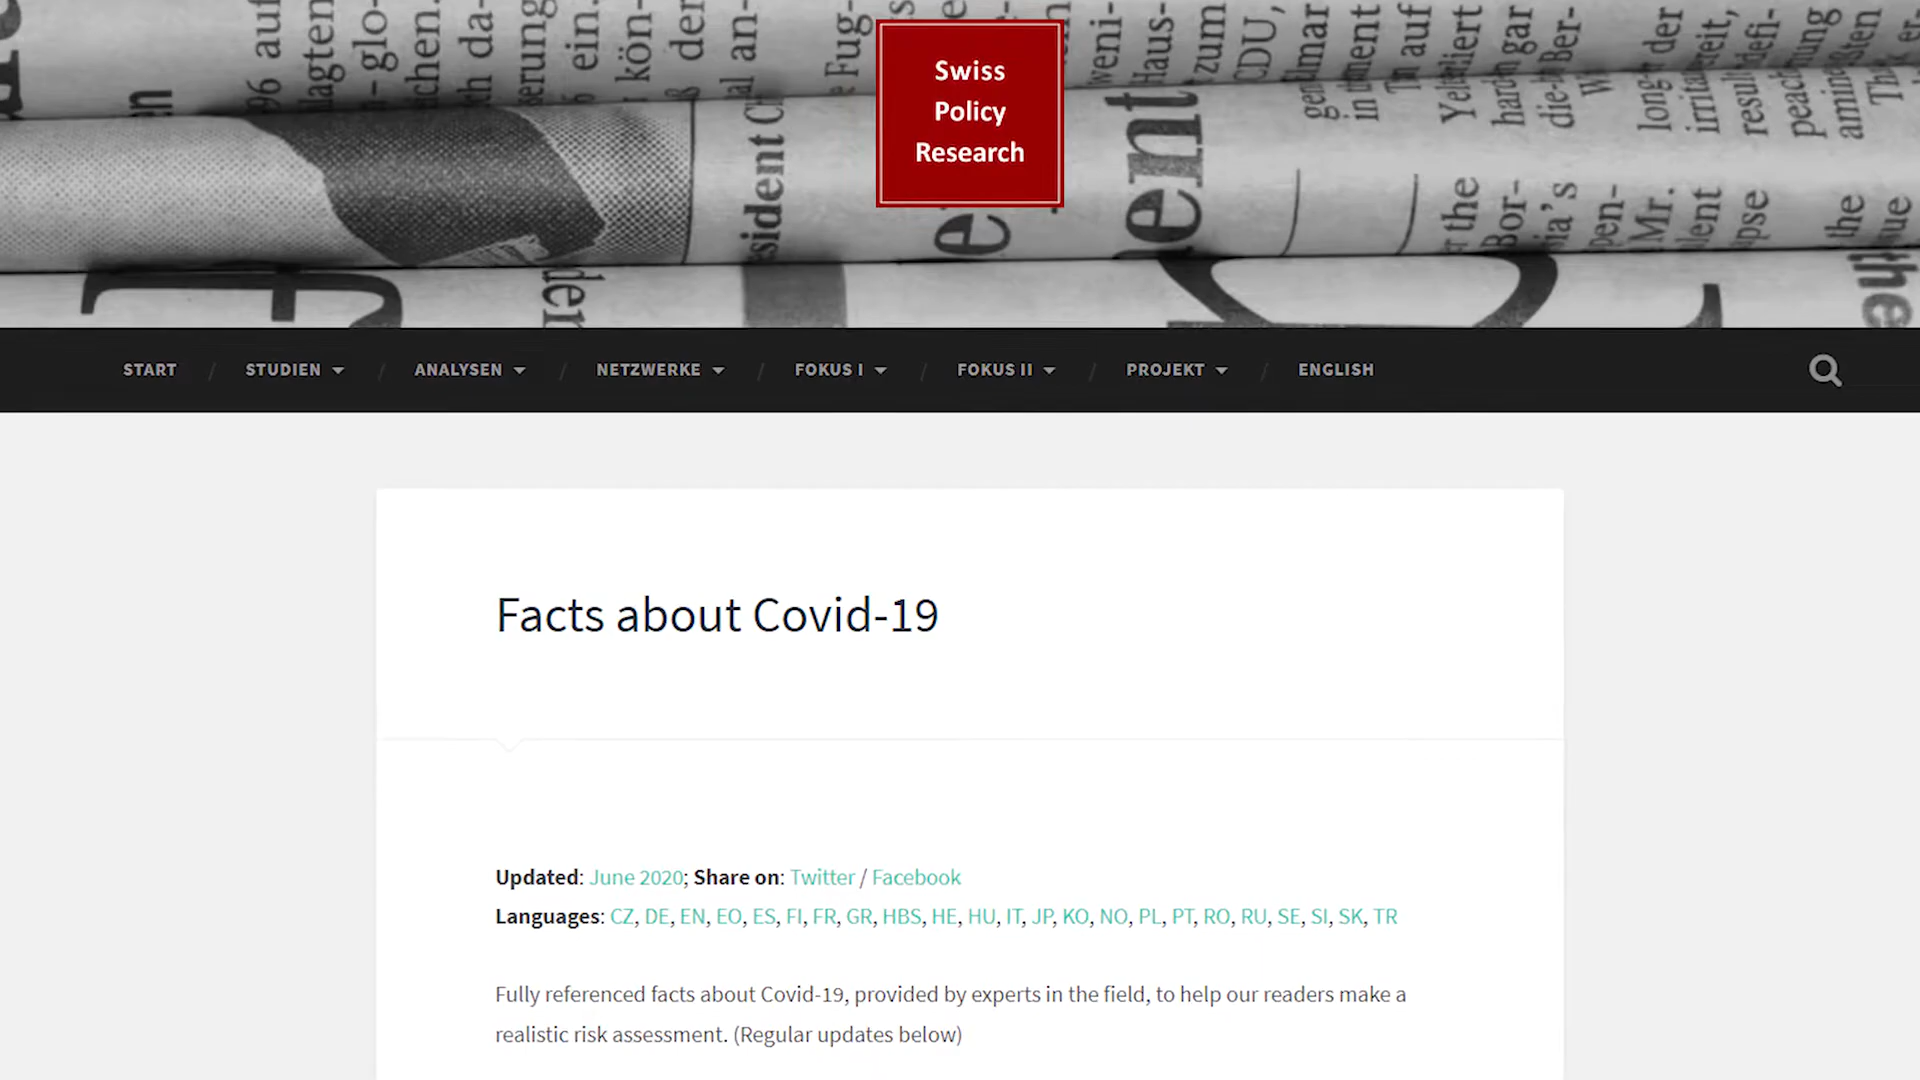 Swiss
Policy
Research
START / STUDIEN / ANALYSEN / NETZWERKE / FOKUS I / FOKUS II / PROJEKT / ENGLISH
Facts about Covid-19
Updated: June 2020; Share on: Twitter / Facebook
Languages: CZ, DE, EN, EO, ES, FI, FR, GR, HBS, HE, HU, IT, JP, KO, NO, PL, PT, RO, RU, SE, SI, SK, TR
Fully referenced facts about Covid-19, provided by experts in the field, to help our readers make a
realistic risk assessment. (Regular updates below)